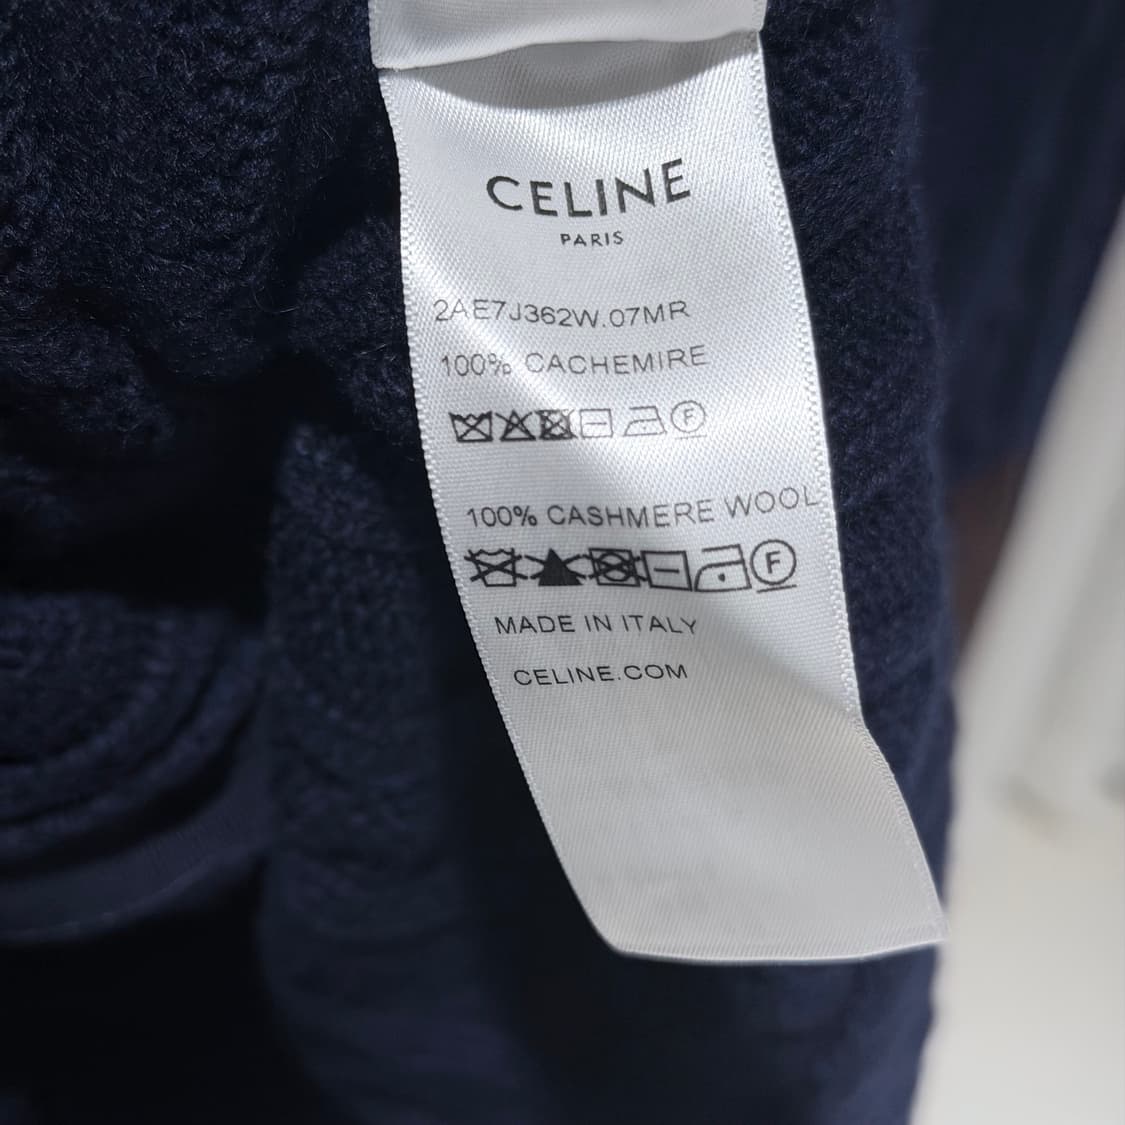 CELINE
PARIS
2AE7J362W.07MR
100% CACHEMIRE
F
100% CASHMERE WOOL
F
MADE IN ITALY
CELINE.COM